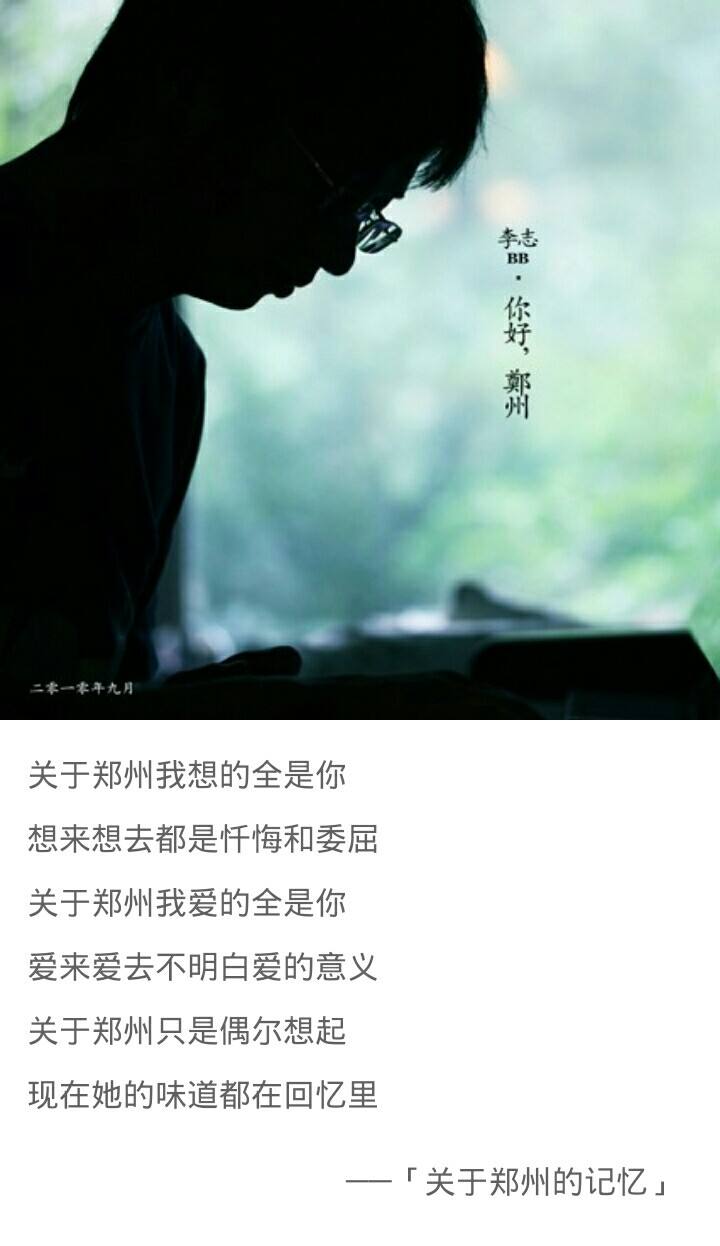 李志
BB
·
你好，鄭州
二零一零年九月
关于郑州我想的全是你
想来想去都是忏悔和委屈
关于郑州我爱的全是你
爱来爱去不明白爱的意义
关于郑州只是偶尔想起
现在她的味道都在回忆里
──「关于郑州的记忆」